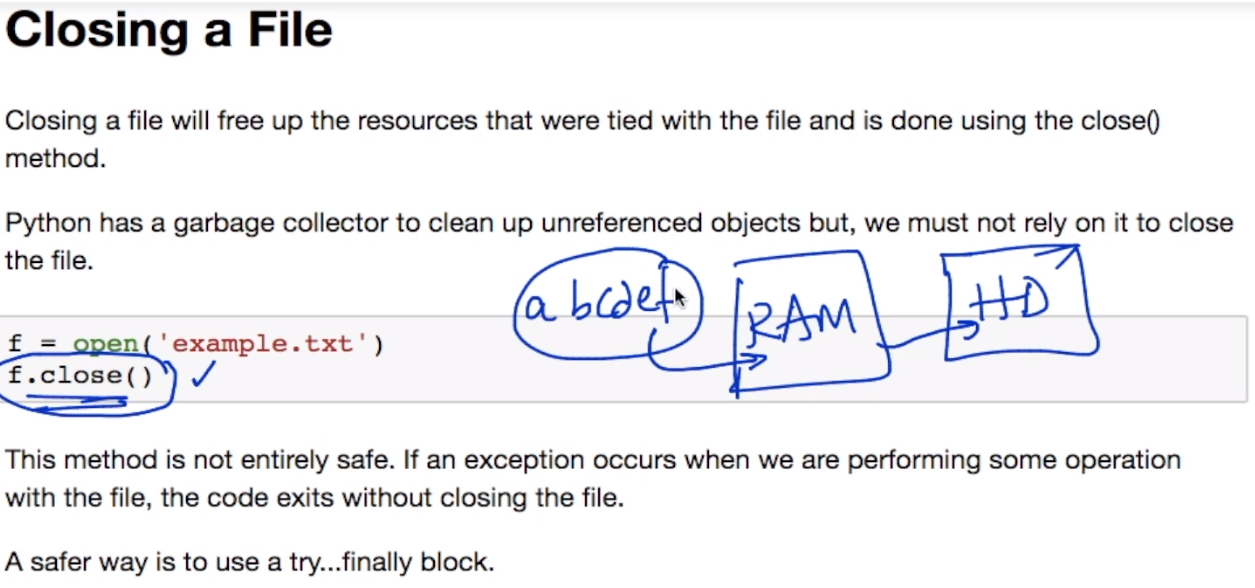 Closing a File
Closing a file will free up the resources that were tied with the file and is done using the close()
method.
Python has a garbage collector to clean up unreferenced objects but, we must not rely on it to close
the file.
abcdef
RAM
HD
f = open('example.txt')
f.close()
This method is not entirely safe. If an exception occurs when we are performing some operation
with the file, the code exits without closing the file.
A safer way is to use a try...finally block.